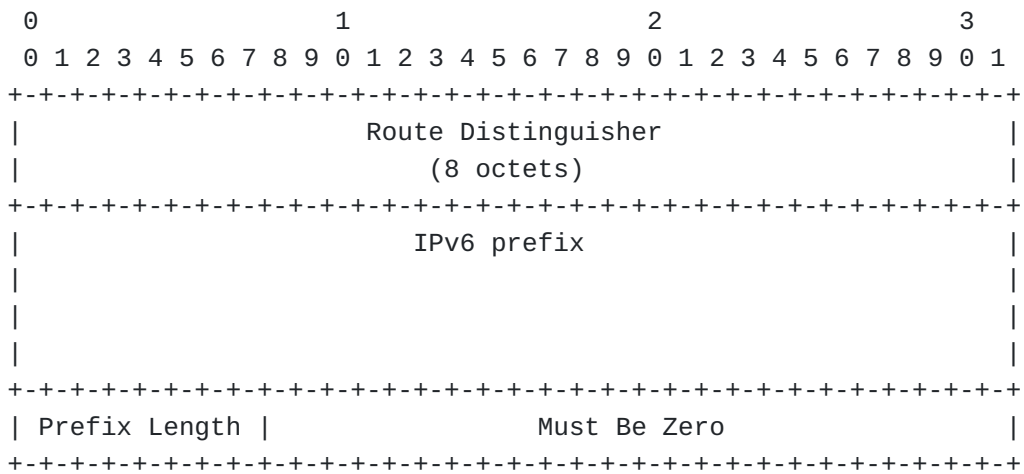 0                   1                   2                   3
 0 1 2 3 4 5 6 7 8 9 0 1 2 3 4 5 6 7 8 9 0 1 2 3 4 5 6 7 8 9 0 1
+-+-+-+-+-+-+-+-+-+-+-+-+-+-+-+-+-+-+-+-+-+-+-+-+-+-+-+-+-+-+-+-+
|                      Route Distinguisher                      |
|                          (8 octets)                           |
+-+-+-+-+-+-+-+-+-+-+-+-+-+-+-+-+-+-+-+-+-+-+-+-+-+-+-+-+-+-+-+-+
|                         IPv6 prefix                           |
|                                                               |
|                                                               |
|                                                               |
+-+-+-+-+-+-+-+-+-+-+-+-+-+-+-+-+-+-+-+-+-+-+-+-+-+-+-+-+-+-+-+-+
| Prefix Length |                 Must Be Zero                  |
+-+-+-+-+-+-+-+-+-+-+-+-+-+-+-+-+-+-+-+-+-+-+-+-+-+-+-+-+-+-+-+-+